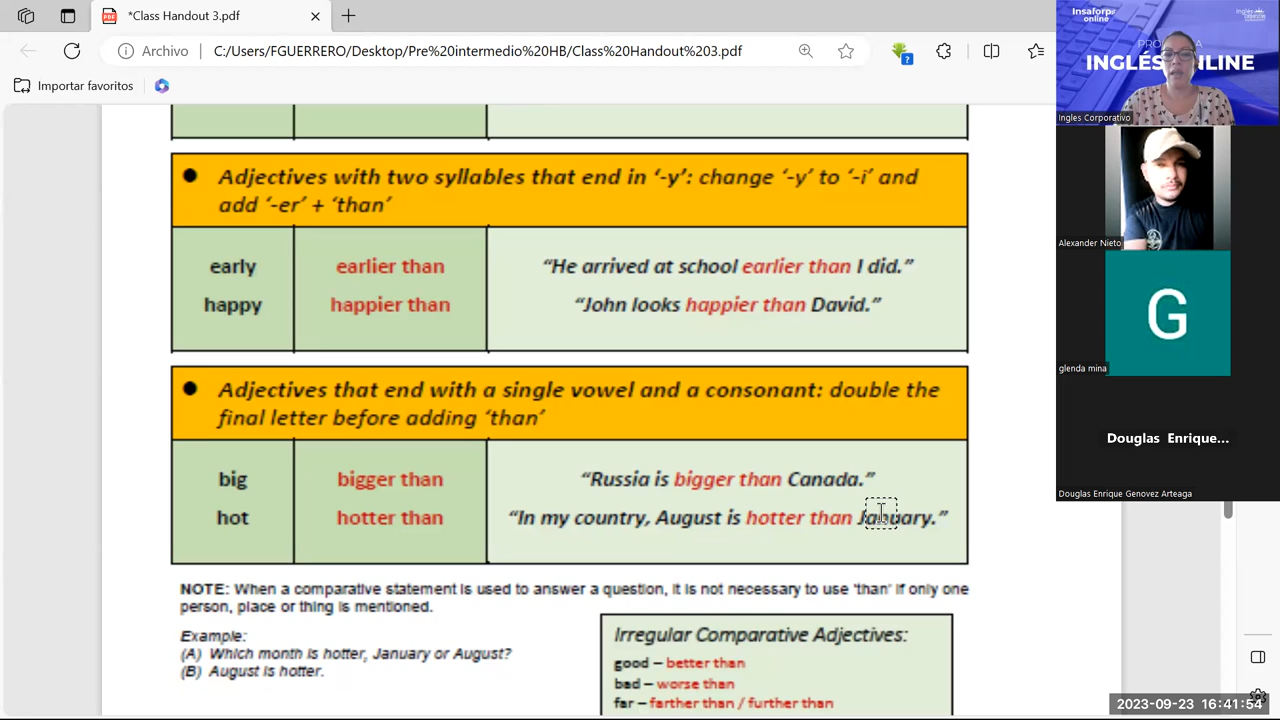 *Class Handout 3.pdf
Archivo
C:/Users/FGUERRERO/Desktop/Pre%20intermedio%20HB/Class%20Handout%203.pdf
Importar favoritos
● Adjectives with two syllables that end in ‘-y’: change ‘-y’ to ‘-i’ and
add ‘-er’ + ‘than’
early earlier than “He arrived at school earlier than I did.”
happy happier than “John looks happier than David.”
● Adjectives that end with a single vowel and a consonant: double the
final letter before adding ‘than’
big bigger than “Russia is bigger than Canada.”
hot hotter than “In my country, August is hotter than January.”
NOTE: When a comparative statement is used to answer a question, it is not necessary to use 'than' if only one
person, place or thing is mentioned.
Example:
(A) Which month is hotter, January or August?
(B) August is hotter.
Irregular Comparative Adjectives:
good – better than
bad – worse than
far – farther than / further than
Insaforp
online
INGLÉS
Ingles Corporativo
Alexander Nieto
G
glenda mina
Douglas Enrique...
Douglas Enrique Genovez Arteaga
2023-09-23 16:41:54